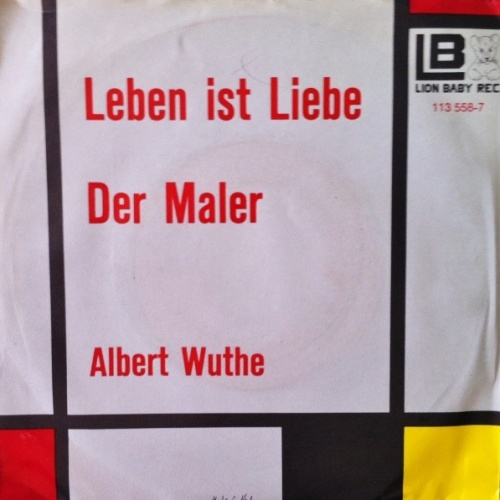 LB
LION BABY REC
113 558-7
Leben ist Liebe
Der Maler
Albert Wuthe